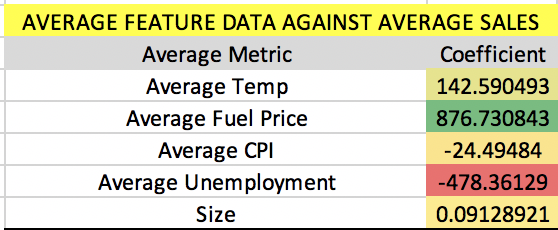 AVERAGE FEATURE DATA AGAINST AVERAGE SALES
Average Metric Coefficient
Average Temp 142.590493
Average Fuel Price 876.730843
Average CPI -24.49484
Average Unemployment -478.36129
Size 0.09128921